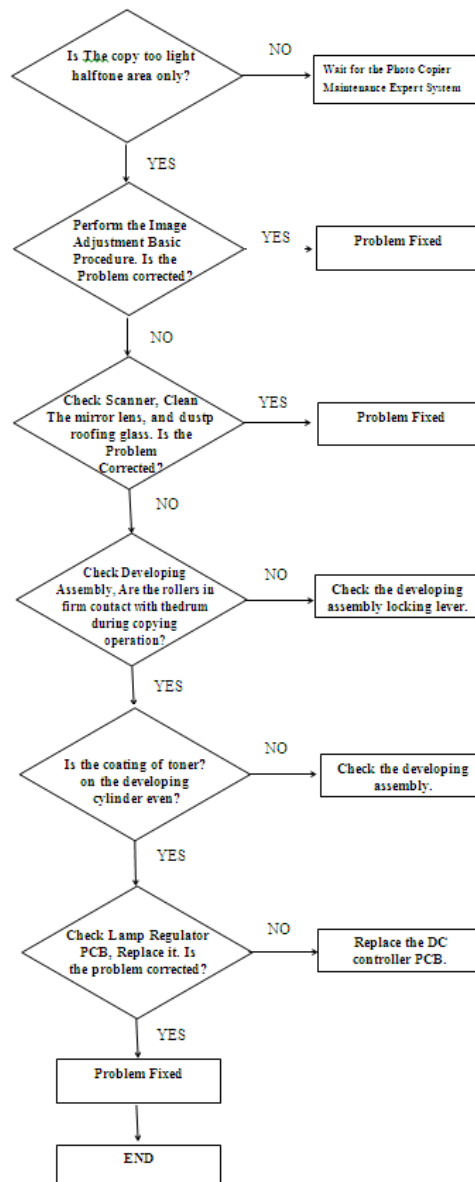 Is The copy too light
halftone area only?
NO
Wait for the Photo Copier
Maintenance Expert System
YES
Perform the Image
Adjustment Basic
Procedure. Is the
Problem corrected?
YES
Problem Fixed
NO
Check Scanner, Clean
The mirror lens, and dustp
roofing glass. Is the
Problem
Corrected?
YES
Problem Fixed
NO
Check Developing
Assembly, Are the rollers in
firm contact with thedrum
during copying
operation?
NO
Check the developing
assembly locking lever.
YES
Is the coating of toner?
on the developing
cylinder even?
NO
Check the developing
assembly.
YES
Check Lamp Regulator
PCB, Replace it. Is
the problem corrected?
NO
Replace the DC
controller PCB.
YES
Problem Fixed
END